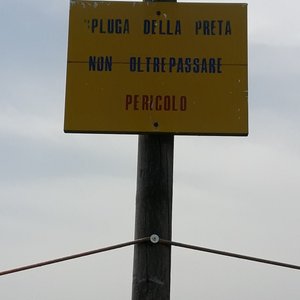 SPLUGA DELLA PRETA
NON OLTREPASSARE
PERICOLO